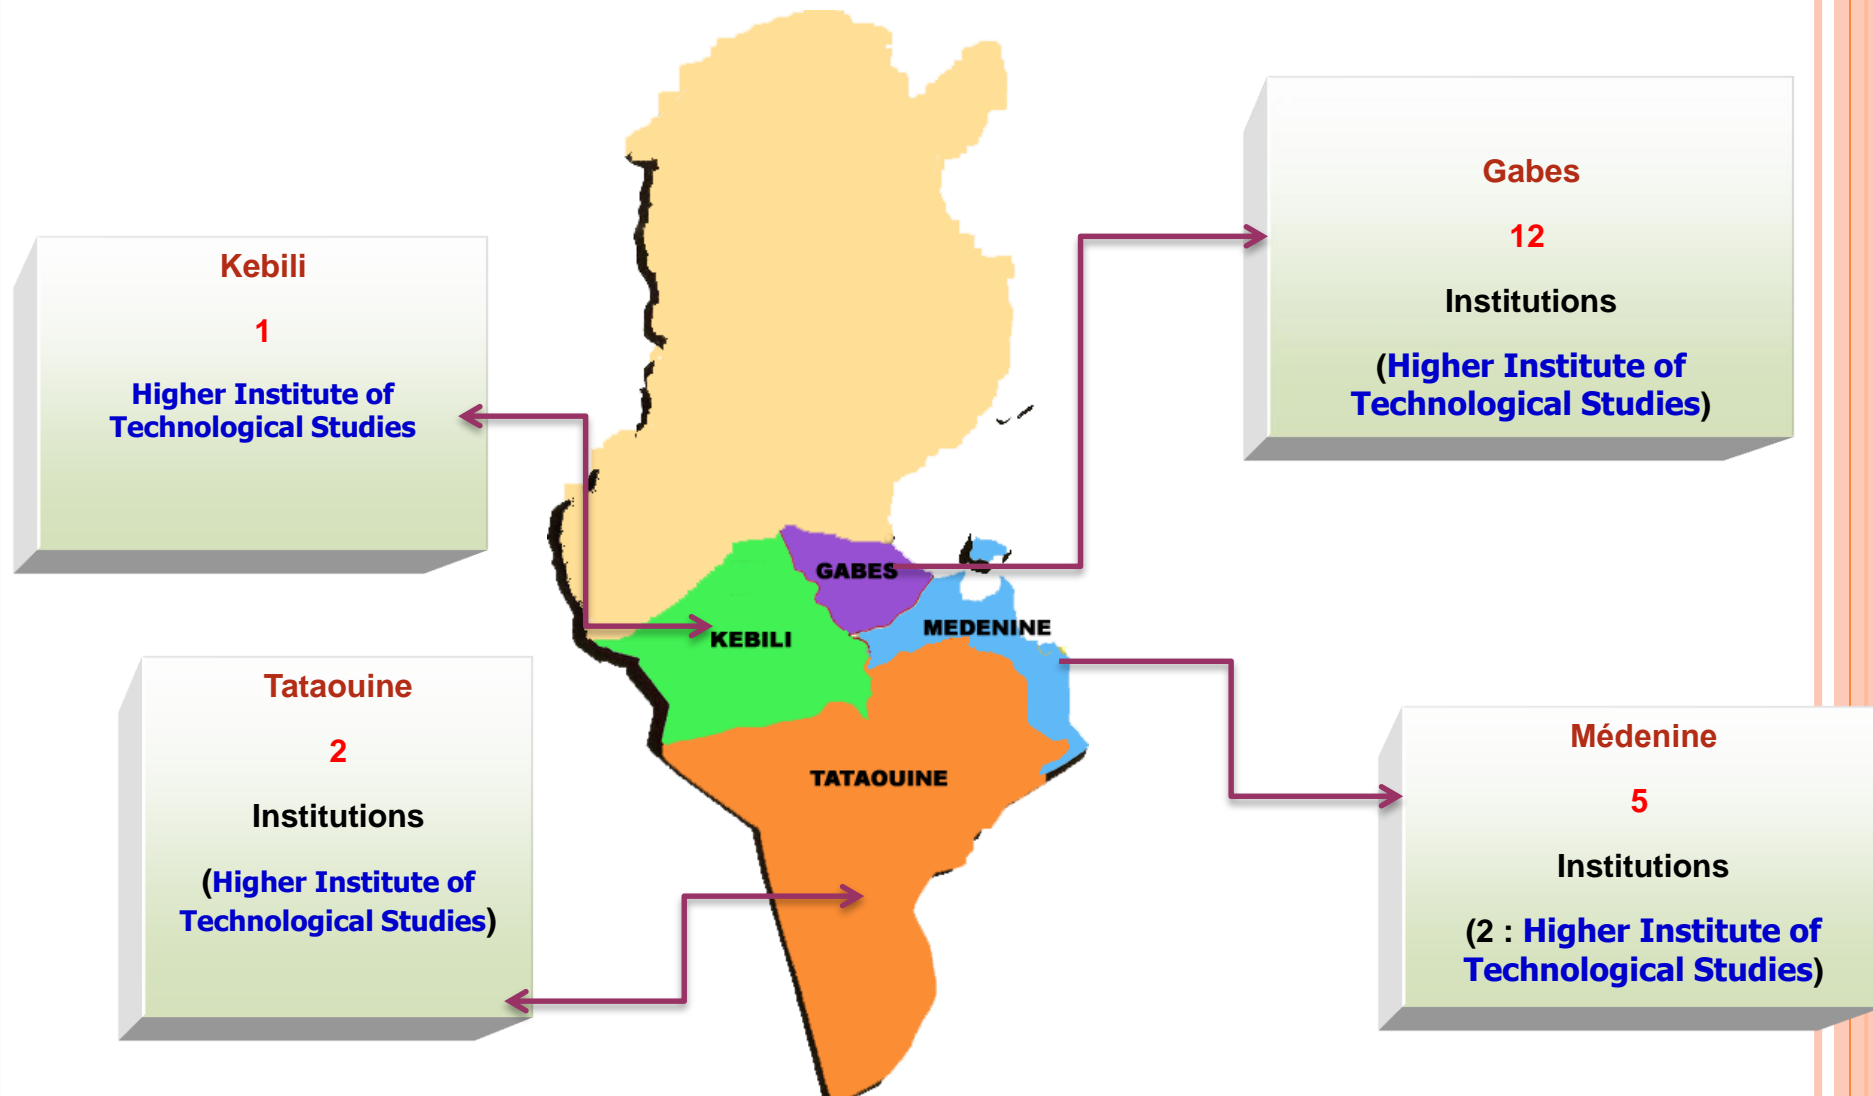 Kebili
1
Higher Institute of
Technological Studies
Gabes
12
Institutions
(Higher Institute of
Technological Studies)
GABES
KEBILI
MEDENINE
TATAOUINE
Tataouine
2
Institutions
(Higher Institute of
Technological Studies)
Médenine
5
Institutions
(2 : Higher Institute of
Technological Studies)